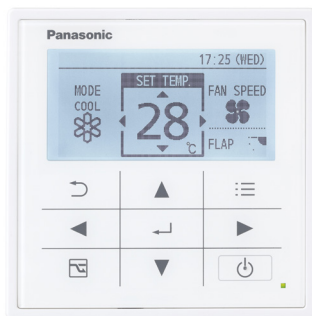 Panasonic
17:25 (WED)
MODE
COOL
SET TEMP.
28
℃
FAN SPEED
FLAP